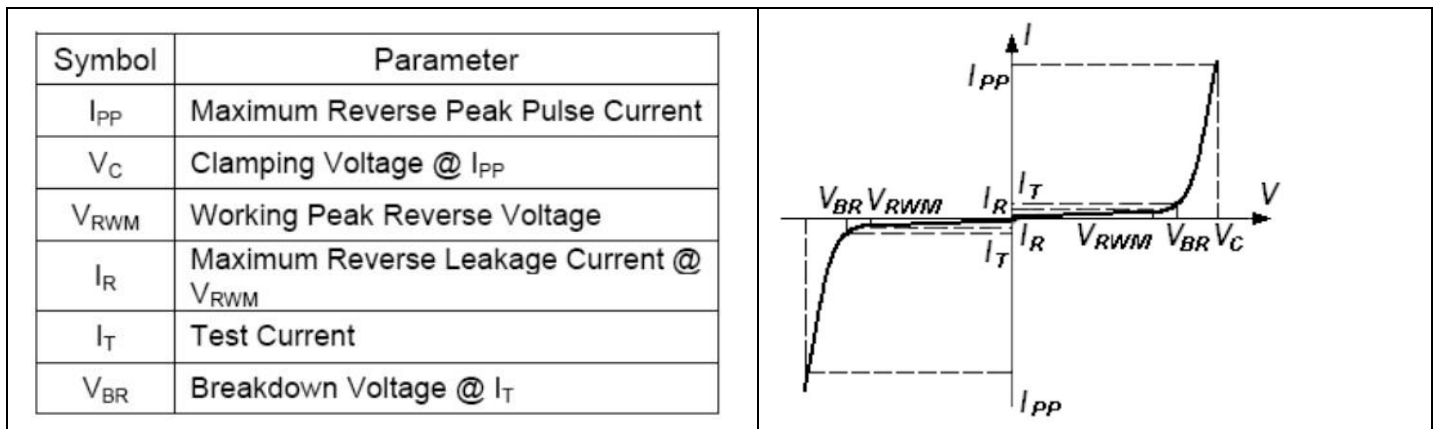 Symbol Parameter
IPP Maximum Reverse Peak Pulse Current
VC Clamping Voltage @ IPP
VRWM Working Peak Reverse Voltage
IR Maximum Reverse Leakage Current @
VRWM
IT Test Current
VBR Breakdown Voltage @ IT
I
IPP
VBR VRWM IR IT V
IT IR VRWM VBR VC
IPP